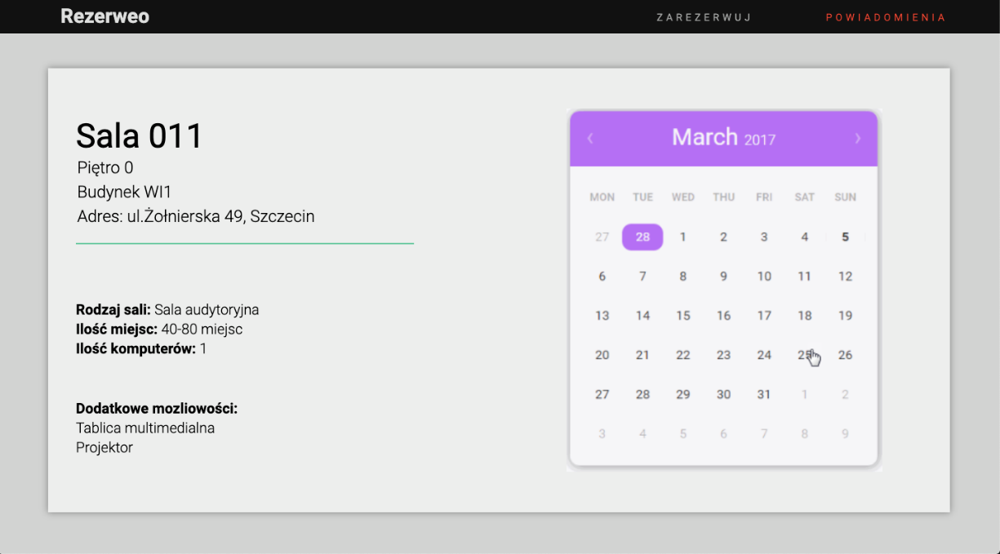 Rezerweo
ZAREZERWUJ
POWIADOMIENIA
Sala 011
Piętro 0
Budynek WI1
Adres: ul.Żołnierska 49, Szczecin
Rodzaj sali: Sala audytoryjna
Ilość miejsc: 40-80 miejsc
Ilość komputerów: 1
Dodatkowe mozliowości:
Tablica multimedialna
Projektor
March 2017
MON TUE WED THU FRI SAT SUN
27 28 1 2 3 4 5
6 7 8 9 10 11 12
13 14 15 16 17 18 19
20 21 22 23 24 25 26
27 28 29 30 31 1 2
3 4 5 6 7 8 9